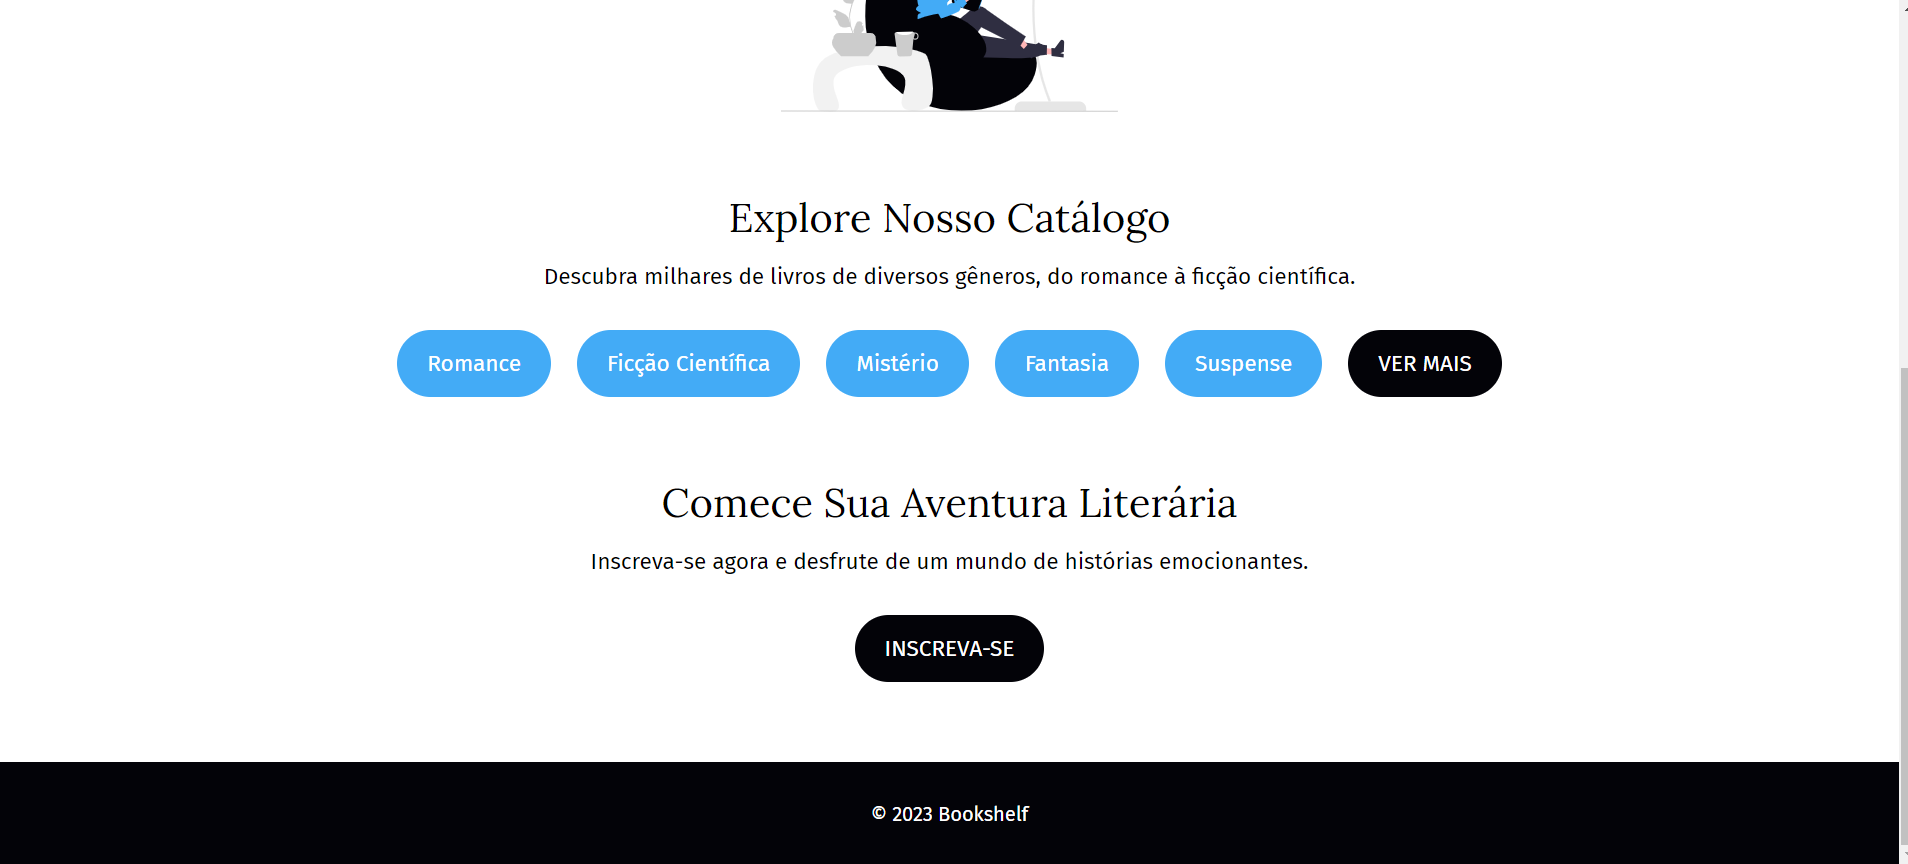 Explore Nosso Catálogo
Descubra milhares de livros de diversos gêneros, do romance à ficção científica.
Romance Ficção Científica Mistério Fantasia Suspense VER MAIS
Comece Sua Aventura Literária
Inscreva-se agora e desfrute de um mundo de histórias emocionantes.
INSCREVA-SE
© 2023 Bookshelf